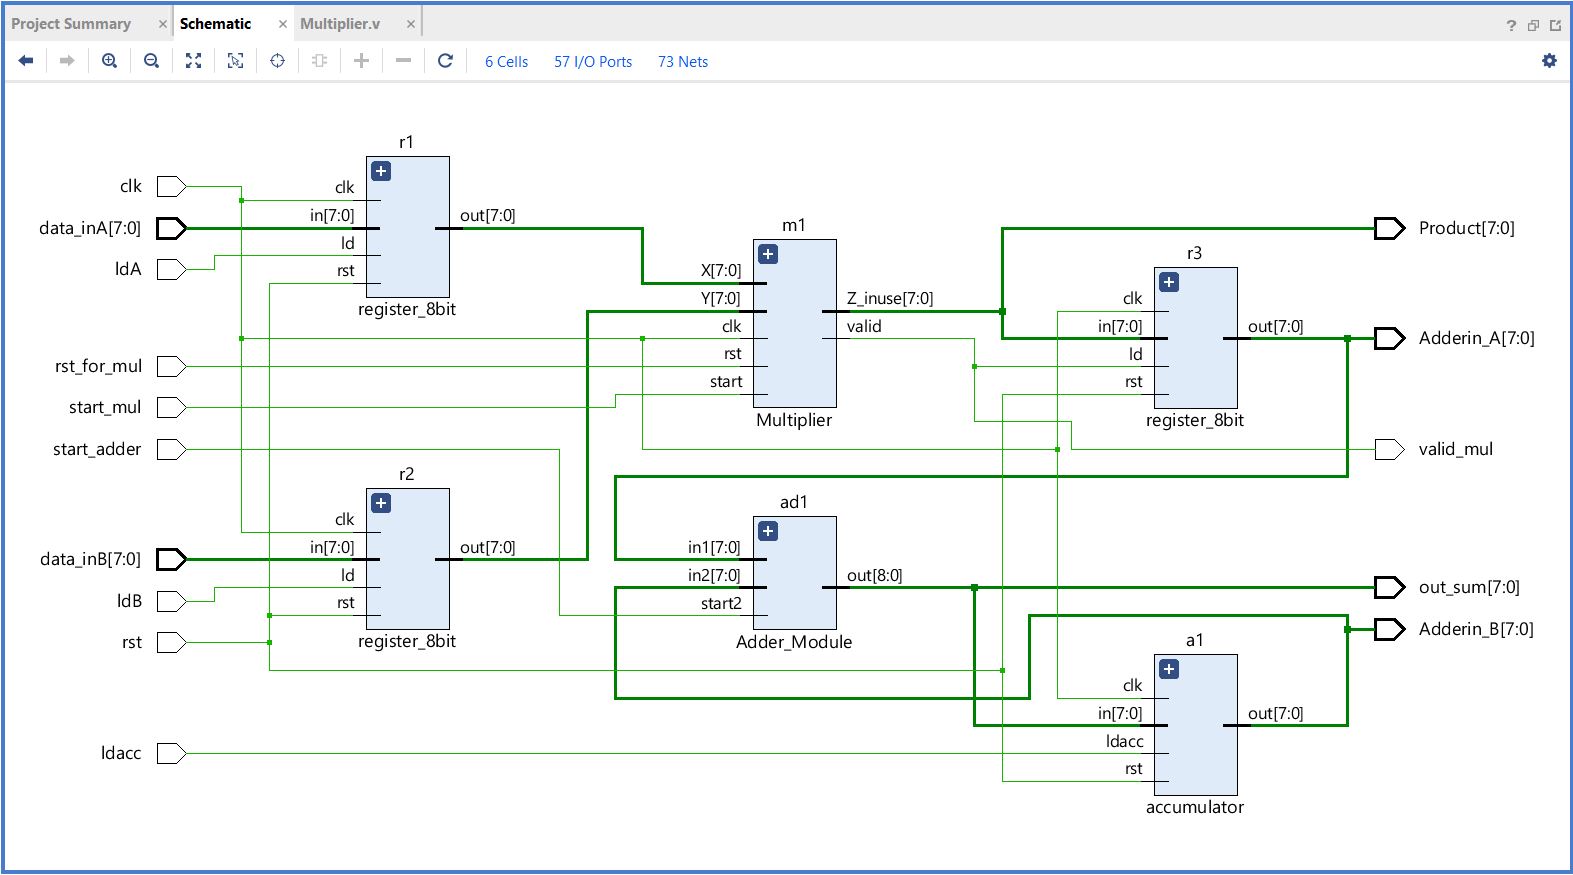 Project Summary × Schematic × Multiplier.v ×
?
6 Cells 57 I/O Ports 73 Nets
r1
clk
data_inA[7:0]
ldA
clk
in[7:0]
ld
rst
out[7:0]
register_8bit
m1
X[7:0]
Y[7:0]
clk
rst
start
Z_inuse[7:0]
valid
Multiplier
r3
clk
in[7:0]
ld
rst
out[7:0]
register_8bit
Product[7:0]
Adderin_A[7:0]
valid_mul
rst_for_mul
start_mul
start_adder
r2
clk
in[7:0]
ld
rst
out[7:0]
register_8bit
data_inB[7:0]
ldB
rst
ad1
in1[7:0]
in2[7:0]
start2
out[8:0]
Adder_Module
out_sum[7:0]
Adderin_B[7:0]
a1
clk
in[7:0]
ldacc
rst
out[7:0]
accumulator
ldacc